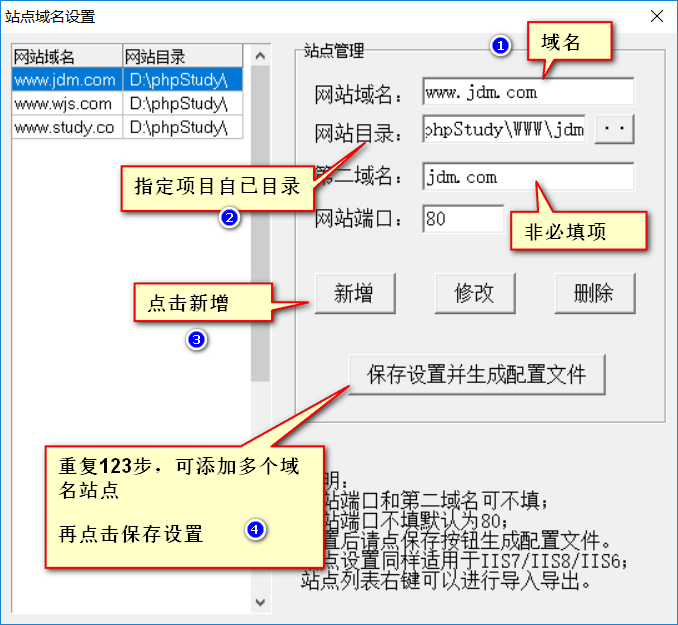 站点域名设置
网站域名 网站目录
www.jdm.com D:\phpStudy\
www.wjs.com D:\phpStudy\
www.study.co D:\phpStudy\
站点管理
1 域名
网站域名： www.jdm.com
网站目录： phpStudy\WWW\jdm ..
指定项目自己目录
2
第二域名： jdm.com
网站端口： 80
非必填项
点击新增
3
新增 修改 删除
保存设置并生成配置文件
重复123步，可添加多个域
名站点
再点击保存设置 4
明：
站端口和第二域名可不填；
站端口不填默认为80；
置后请点保存按钮生成配置文件。
点设置同样适用于IIS7/IIS8/IIS6；
站点列表右键可以进行导入导出。